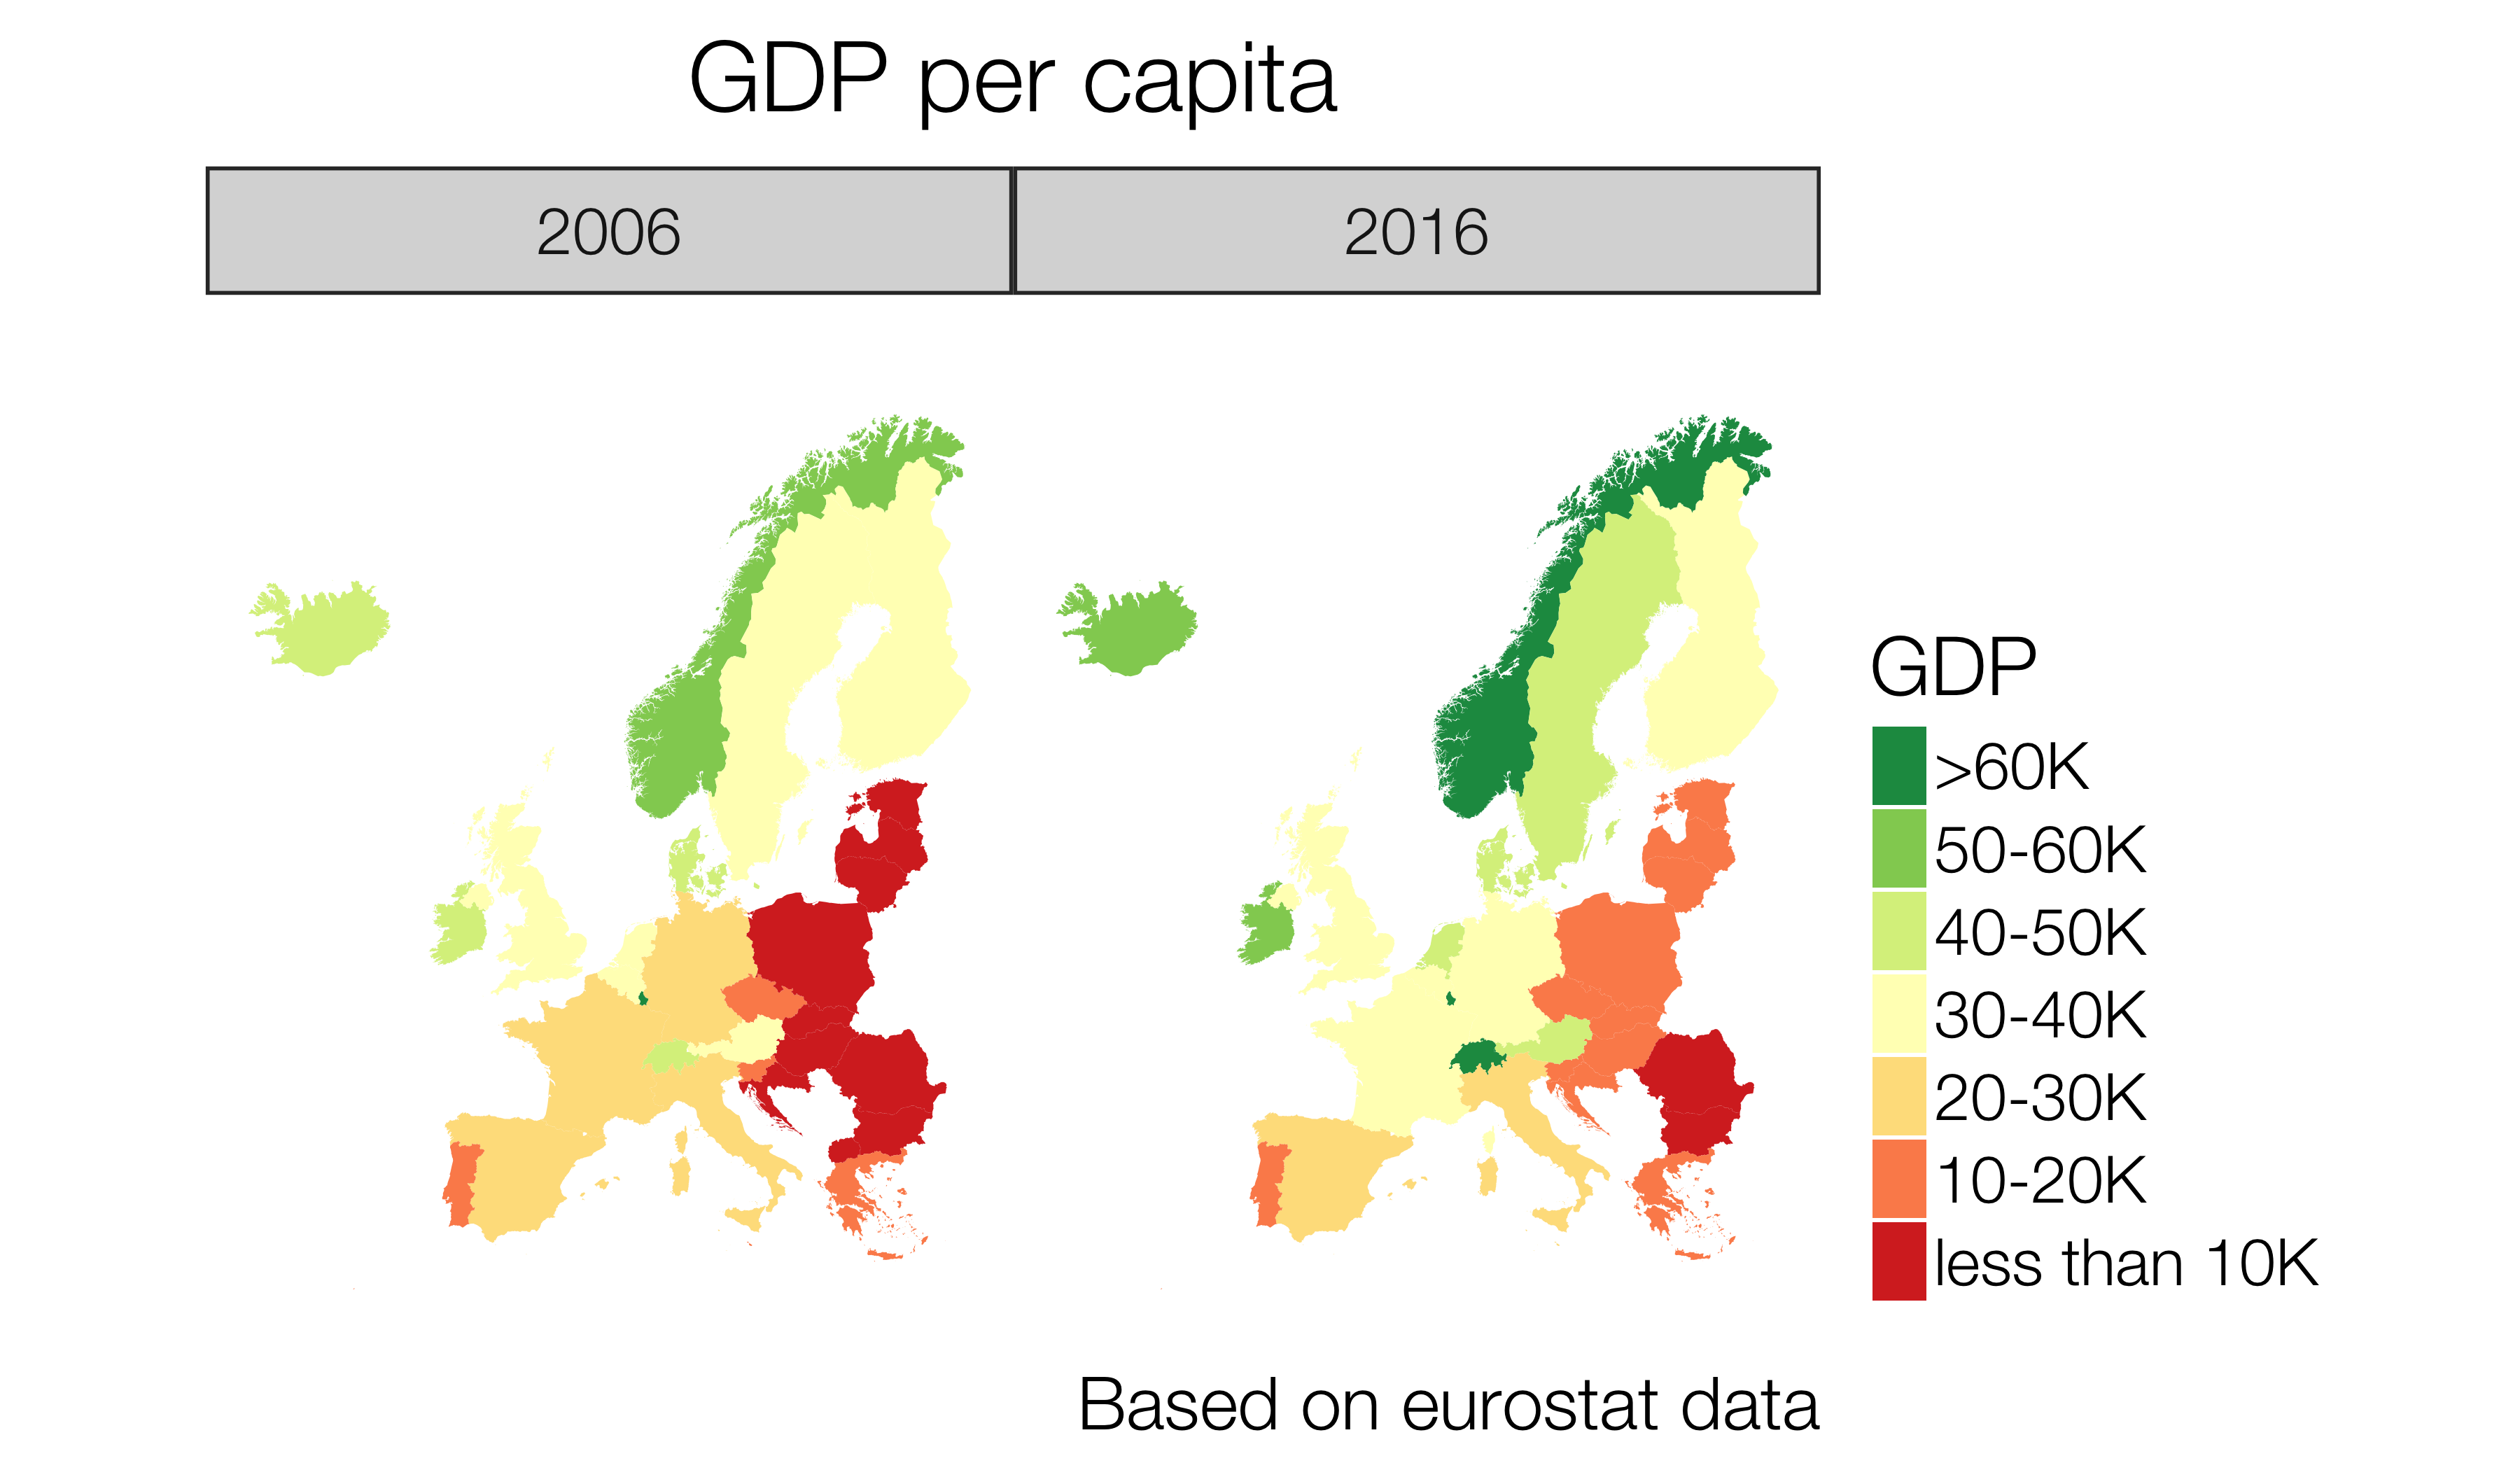 GDP per capita
2006
2016
GDP
>60K
50-60K
40-50K
30-40K
20-30K
10-20K
less than 10K
Based on eurostat data